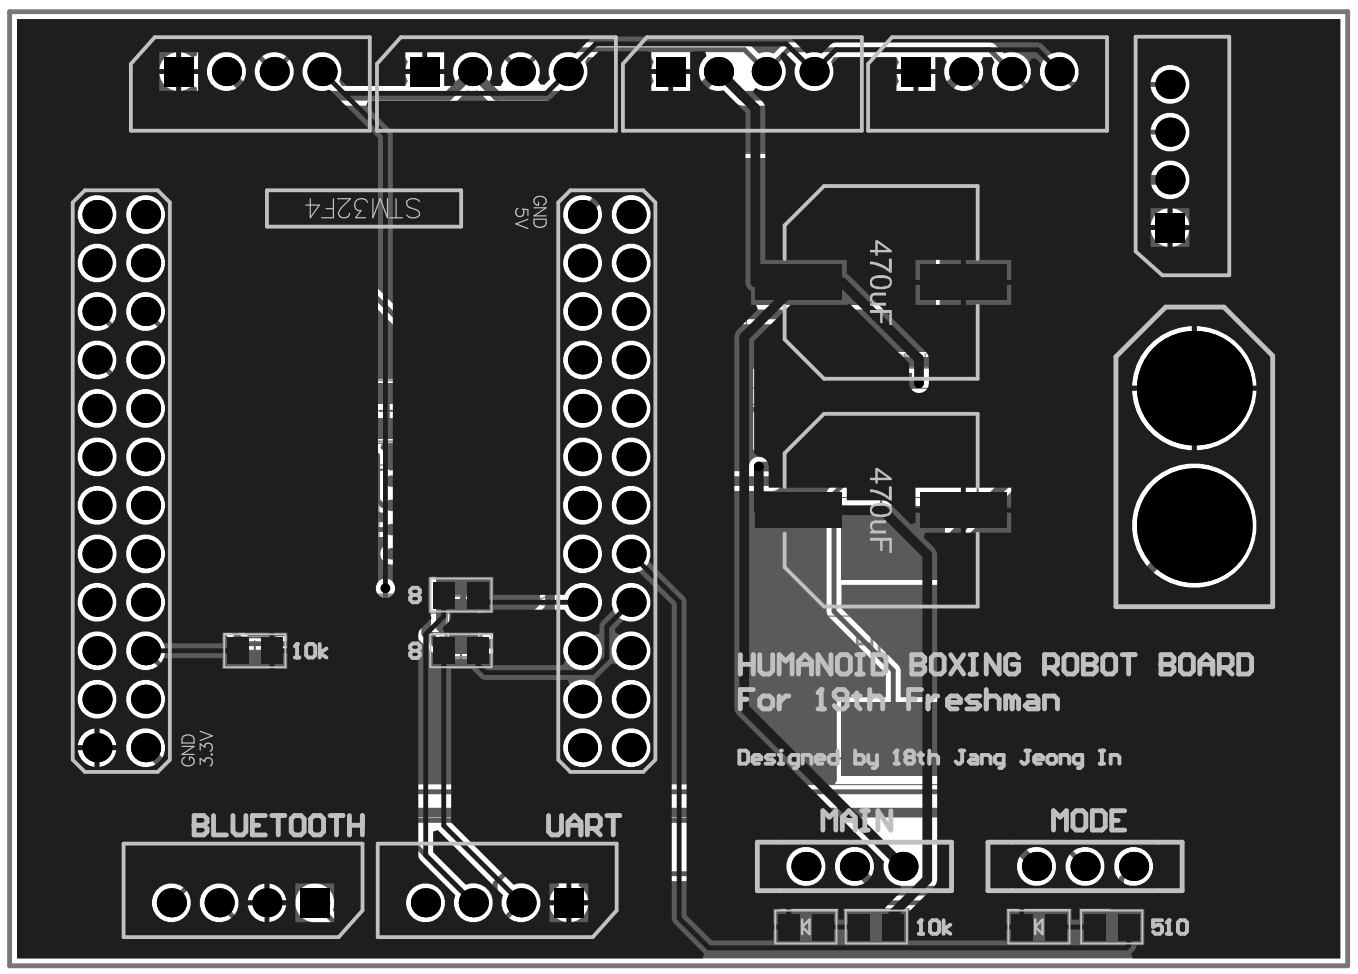 STM32F4
GND
5V
470uF
470uF
8
8
10k
HUMANOID BOXING ROBOT BOARD
For 19th Freshman
GND
3.3V
Designed by 18th Jang Jeong In
BLUETOOTH
UART
MAIN
MODE
10k
510